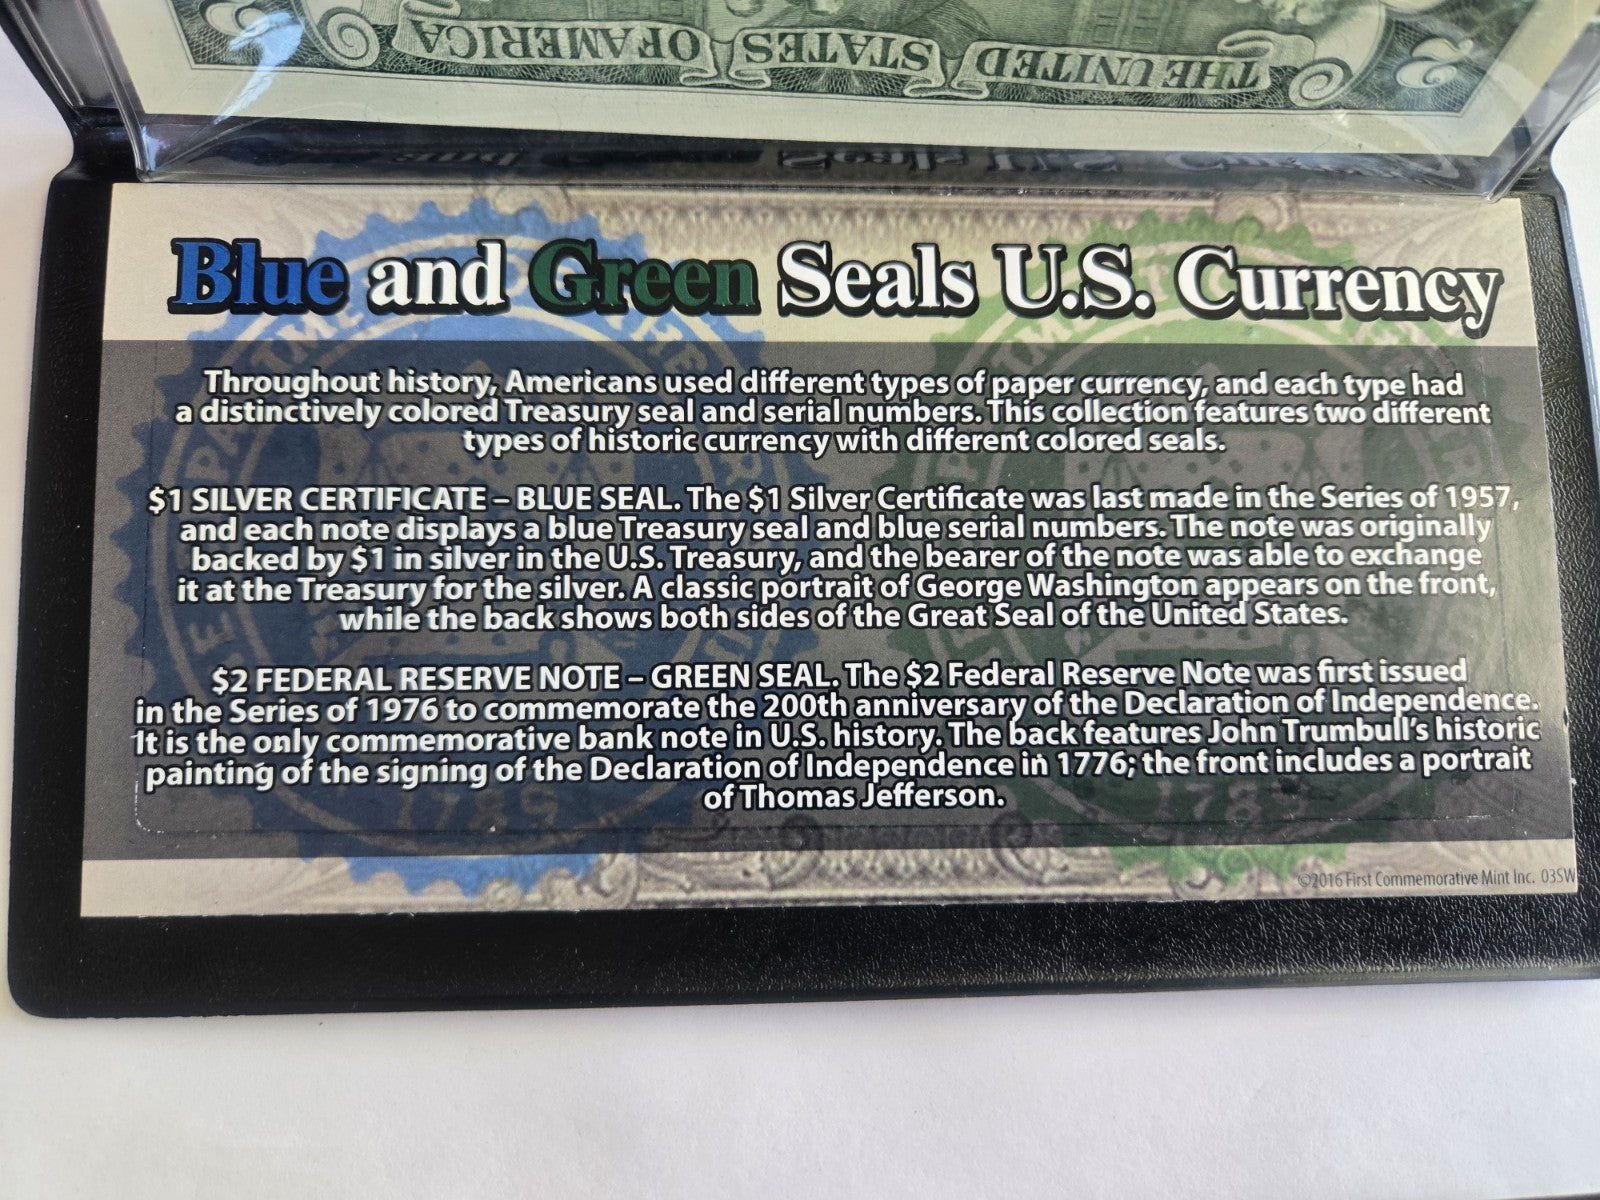 THE UNITED STATES OF AMERICA
2
2
Blue and Green Seals U.S. Currency
Throughout history, Americans used different types of paper currency, and each type had
a distinctively colored Treasury seal and serial numbers. This collection features two different
types of historic currency with different colored seals.
$1 SILVER CERTIFICATE – BLUE SEAL. The $1 Silver Certificate was last made in the Series of 1957,
and each note displays a blue Treasury seal and blue serial numbers. The note was originally
backed by $1 in silver in the U.S. Treasury, and the bearer of the note was able to exchange
it at the Treasury for the silver. A classic portrait of George Washington appears on the front,
while the back shows both sides of the Great Seal of the United States.
$2 FEDERAL RESERVE NOTE – GREEN SEAL. The $2 Federal Reserve Note was first issued
in the Series of 1976 to commemorate the 200th anniversary of the Declaration of Independence.
It is the only commemorative bank note in U.S. history. The back features John Trumbull's historic
painting of the signing of the Declaration of Independence in 1776; the front includes a portrait
of Thomas Jefferson.
1789
1789
©2016 First Commemorative Mint Inc. 03SW